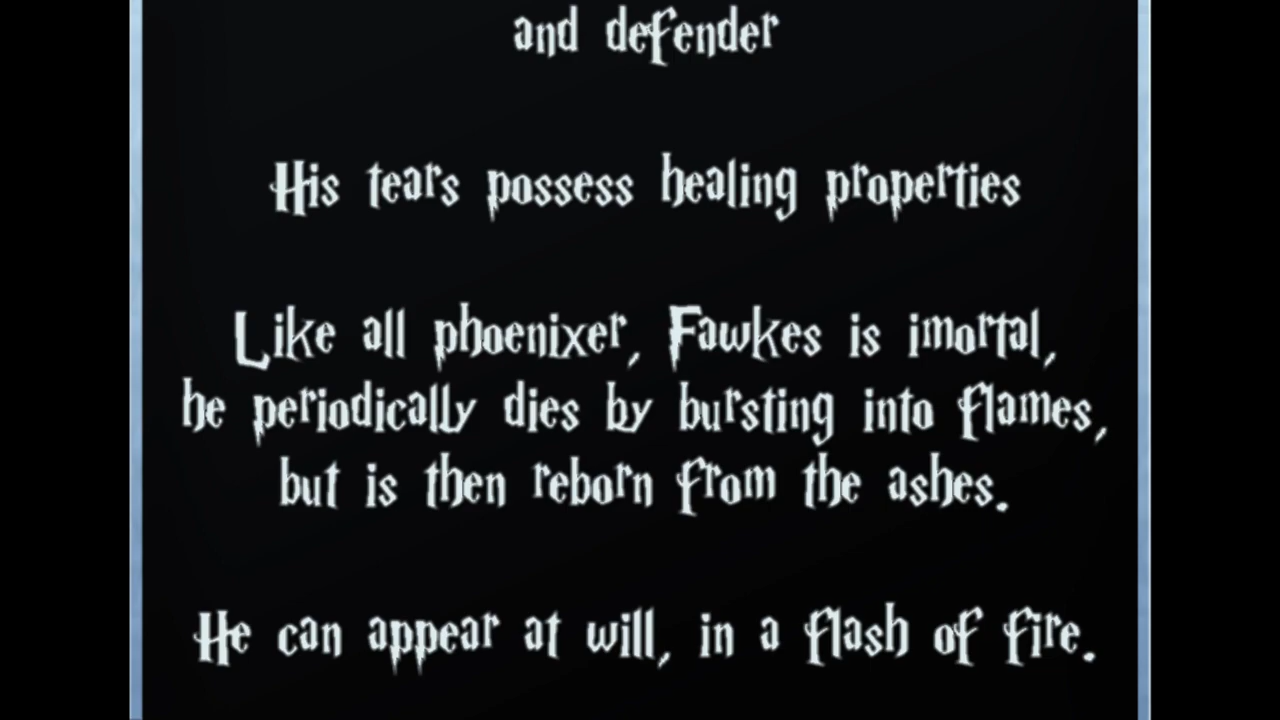 and defender
His tears possess healing properties
Like all phoenixer, Fawkes is imortal,
he periodically dies by bursting into flames,
but is then reborn from the ashes.
He can appear at will, in a flash of fire.